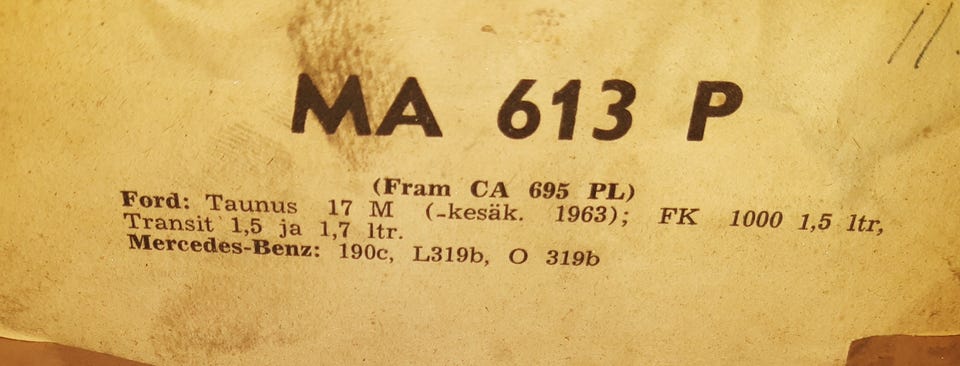 MA 613 P
(Fram CA 695 PL)
Ford: Taunus 17 M (-kesäk. 1963); FK 1000 1,5 ltr,
Transit 1,5 ja 1,7 ltr.
Mercedes-Benz: 190c, L319b, O 319b